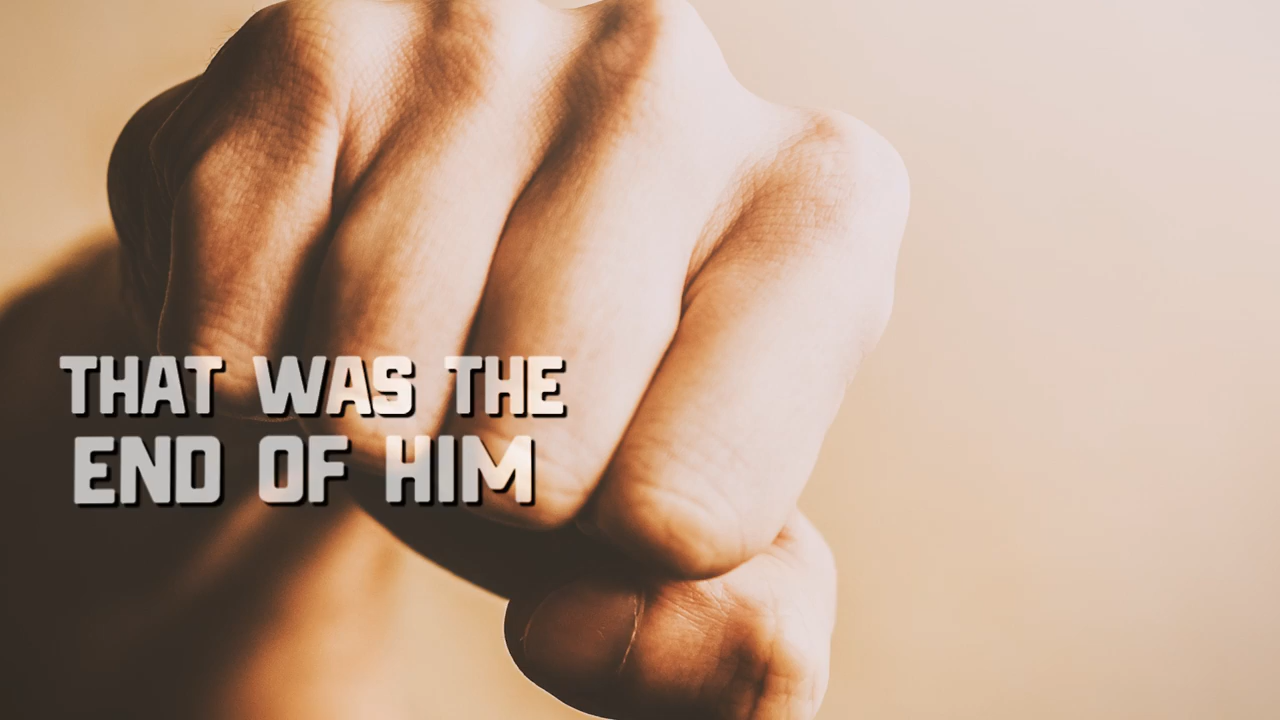 THAT WAS THE
END OF HIM